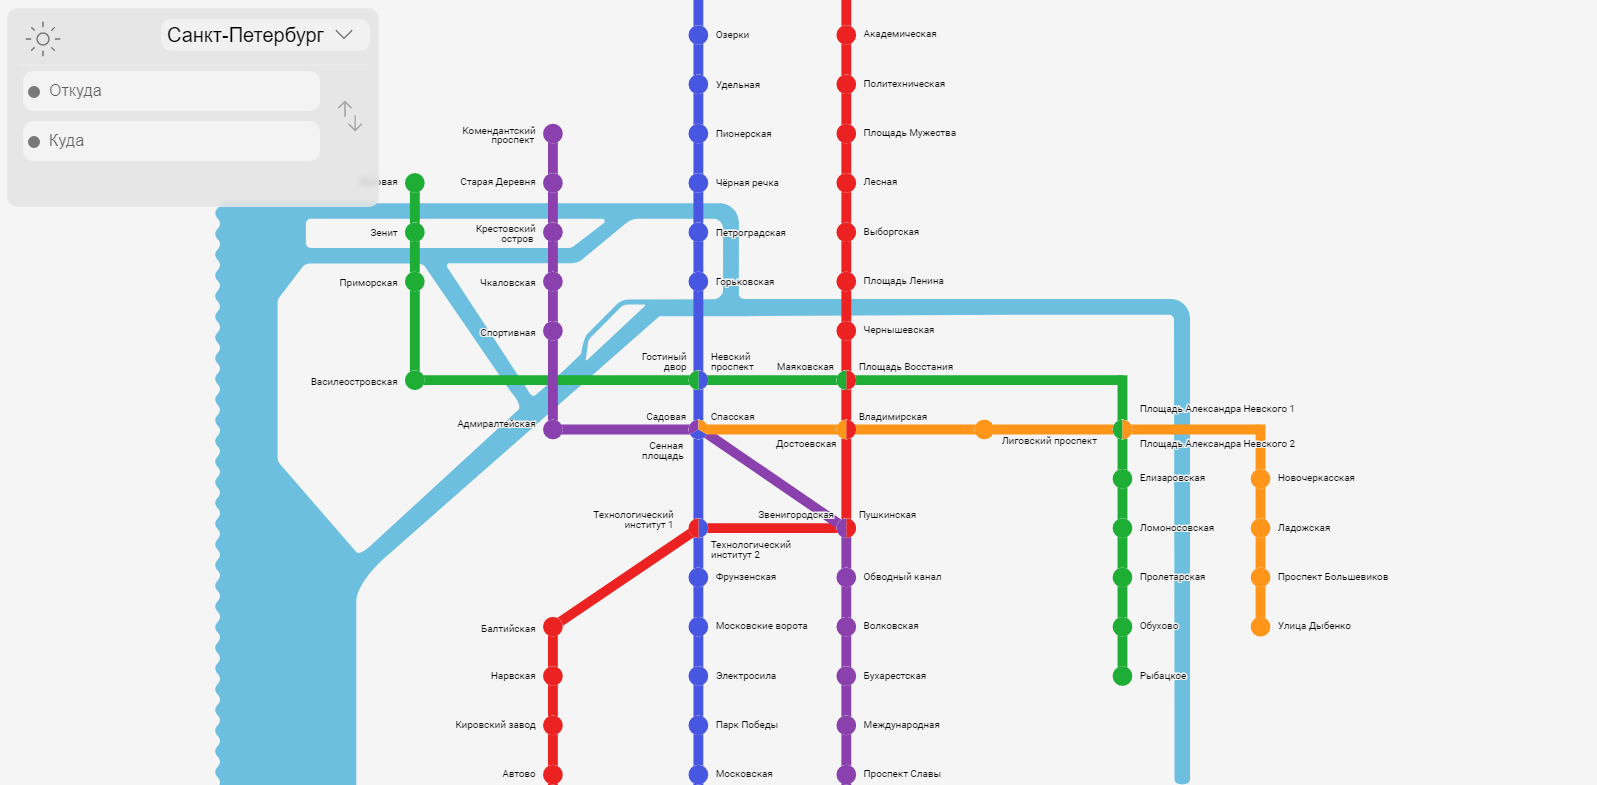 Санкт-Петербург
Откуда
Куда
Озерки
Академическая
Удельная
Политехническая
Комендантский
проспект
Пионерская
Площадь Мужества
Старая Деревня
Чёрная речка
Лесная
Зенит
Крестовский
остров
Петроградская
Выборгская
Приморская
Чкаловская
Горьковская
Площадь Ленина
Спортивная
Чернышевская
Василеостровская
Гостиный
двор
Невский
проспект
Маяковская
Площадь Восстания
Адмиралтейская
Садовая
Спасская
Сенная
площадь
Владимирская
Достоевская
Лиговский проспект
Площадь Александра Невского 1
Площадь Александра Невского 2
Елизаровская
Новочеркасская
Технологический
институт 1
Технологический
институт 2
Звенигородская
Пушкинская
Ломоносовская
Ладожская
Фрунзенская
Обводный канал
Пролетарская
Проспект Большевиков
Балтийская
Московские ворота
Волковская
Обухово
Улица Дыбенко
Нарвская
Электросила
Бухарестская
Рыбацкое
Кировский завод
Парк Победы
Международная
Автово
Московская
Проспект Славы